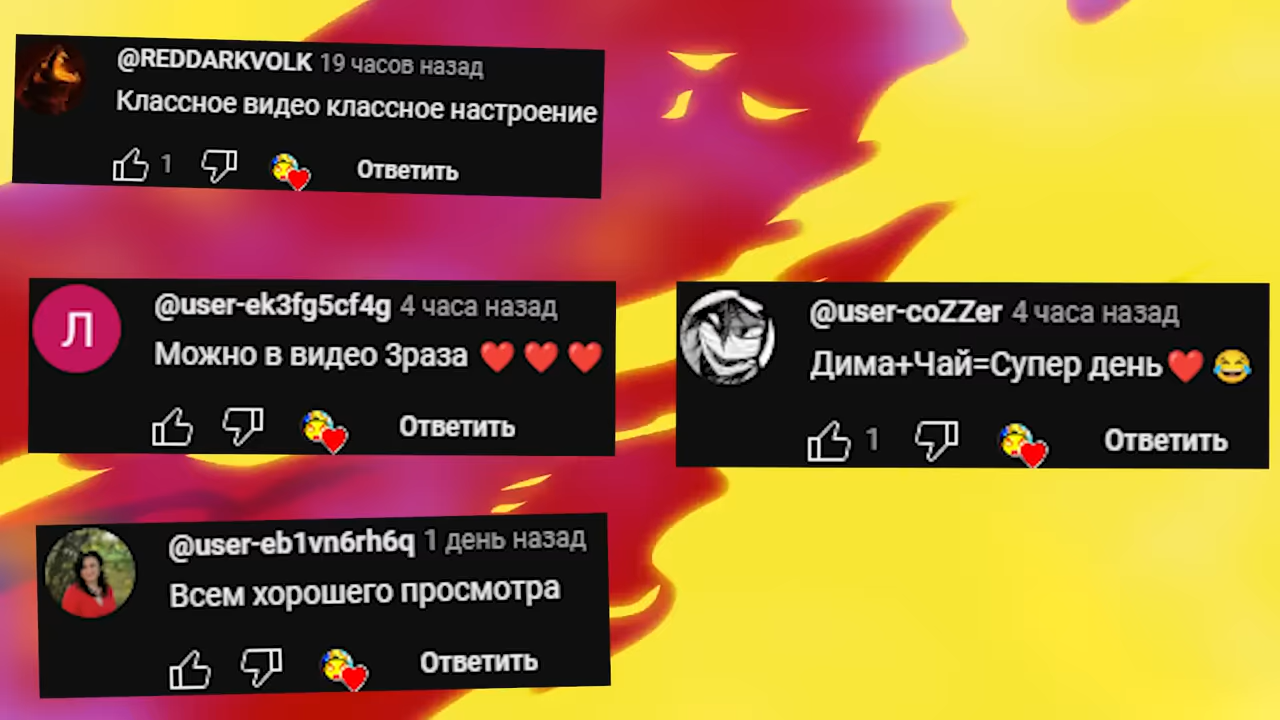 @REDDARKVOLK 19 часов назад
Классное видео классное настроение
1 Ответить
Л
@user-ek3fg5cf4g 4 часа назад
Можно в видео 3раза ❤️ ❤️ ❤️
Ответить
@user-coZZer 4 часа назад
Дима+Чай=Супер день❤️ 😂
1 Ответить
@user-eb1vn6rh6q 1 день назад
Всем хорошего просмотра
Ответить